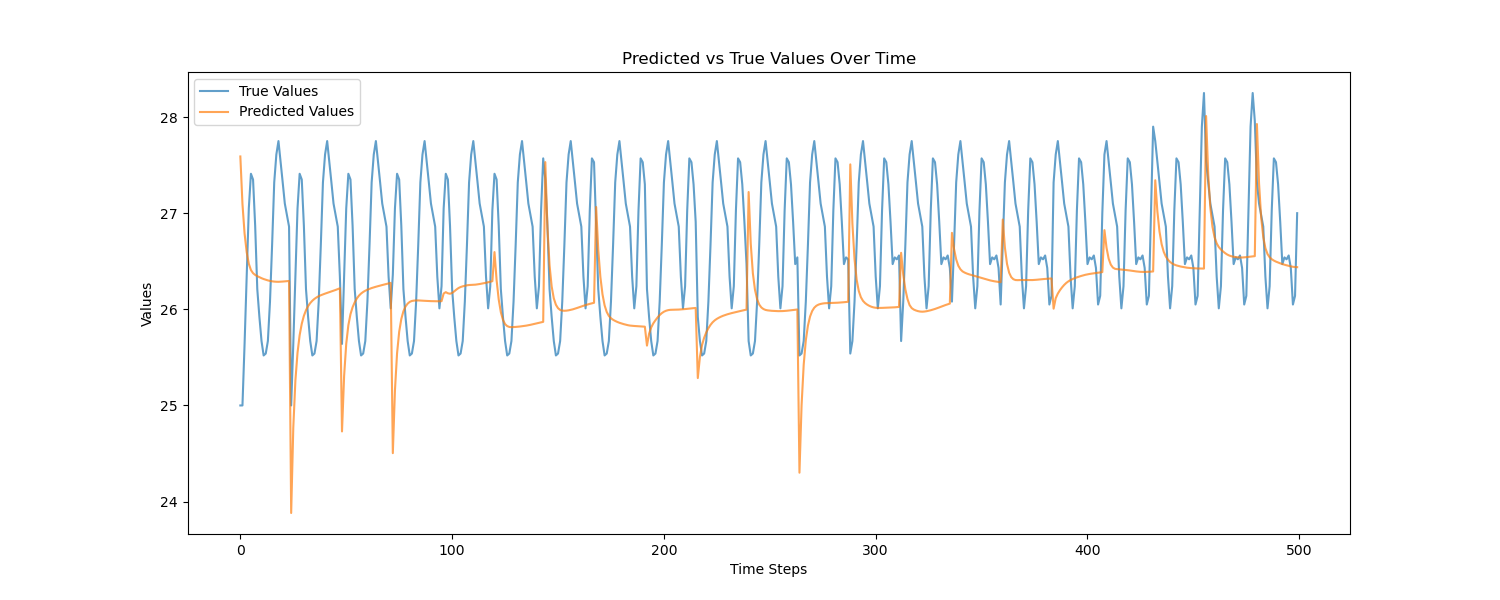 Predicted vs True Values Over Time
True Values
Predicted Values
28
27
26
25
24
Values
0 100 200 300 400 500
Time Steps